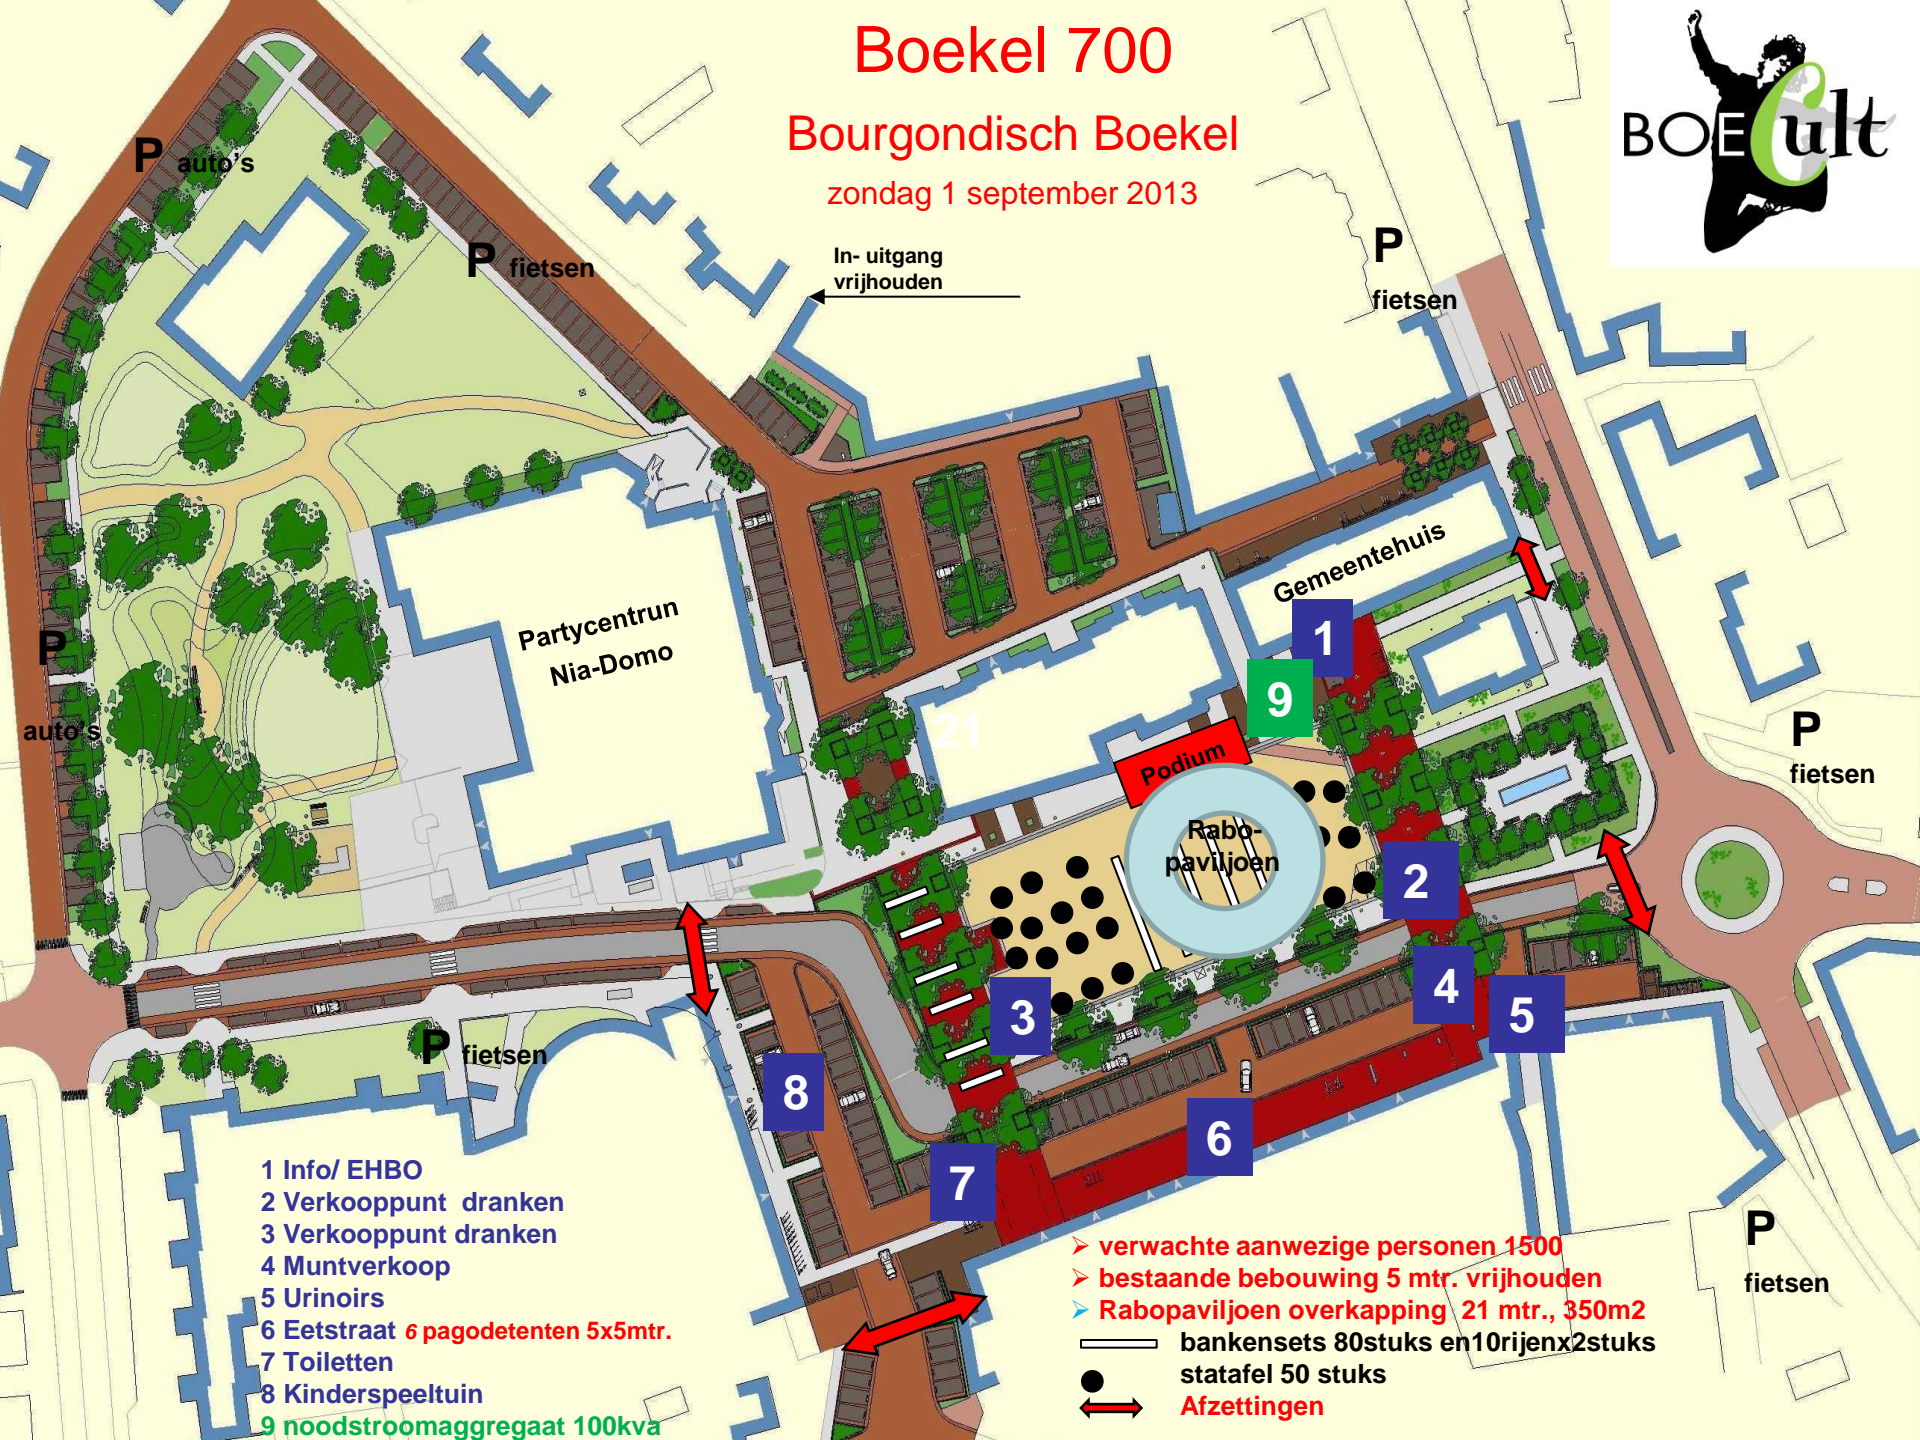 Boekel 700
Bourgondisch Boekel
zondag 1 september 2013
BOECult
P auto's
P fietsen
In- uitgang
vrijhouden
P
fietsen
Gemeentehuis
Partycentrun
Nia-Domo
1
9
21
P
auto's
Podium
P
fietsen
Rabo-
paviljoen
2
4
5
3
P fietsen
8
6
7
1 Info/ EHBO
2 Verkooppunt dranken
3 Verkooppunt dranken
4 Muntverkoop
5 Urinoirs
6 Eetstraat 6 pagodetenten 5x5mtr.
7 Toiletten
8 Kinderspeeltuin
9 noodstroomaggregaat 100kva
P
fietsen
verwachte aanwezige personen 1500
bestaande bebouwing 5 mtr. vrijhouden
Rabopaviljoen overkapping 21 mtr., 350m2
bankensets 80stuks en10rijenx2stuks
statafel 50 stuks
Afzettingen